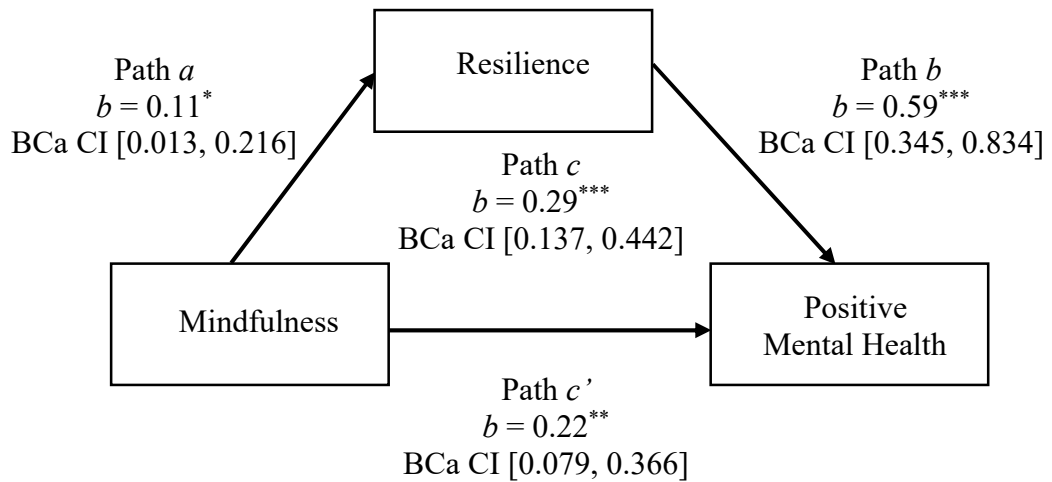 Resilience
Path a
b = 0.11*
BCa CI [0.013, 0.216]
Path b
b = 0.59***
BCa CI [0.345, 0.834]
Path c
b = 0.29***
BCa CI [0.137, 0.442]
Mindfulness
Positive
Mental Health
Path c’
b = 0.22**
BCa CI [0.079, 0.366]